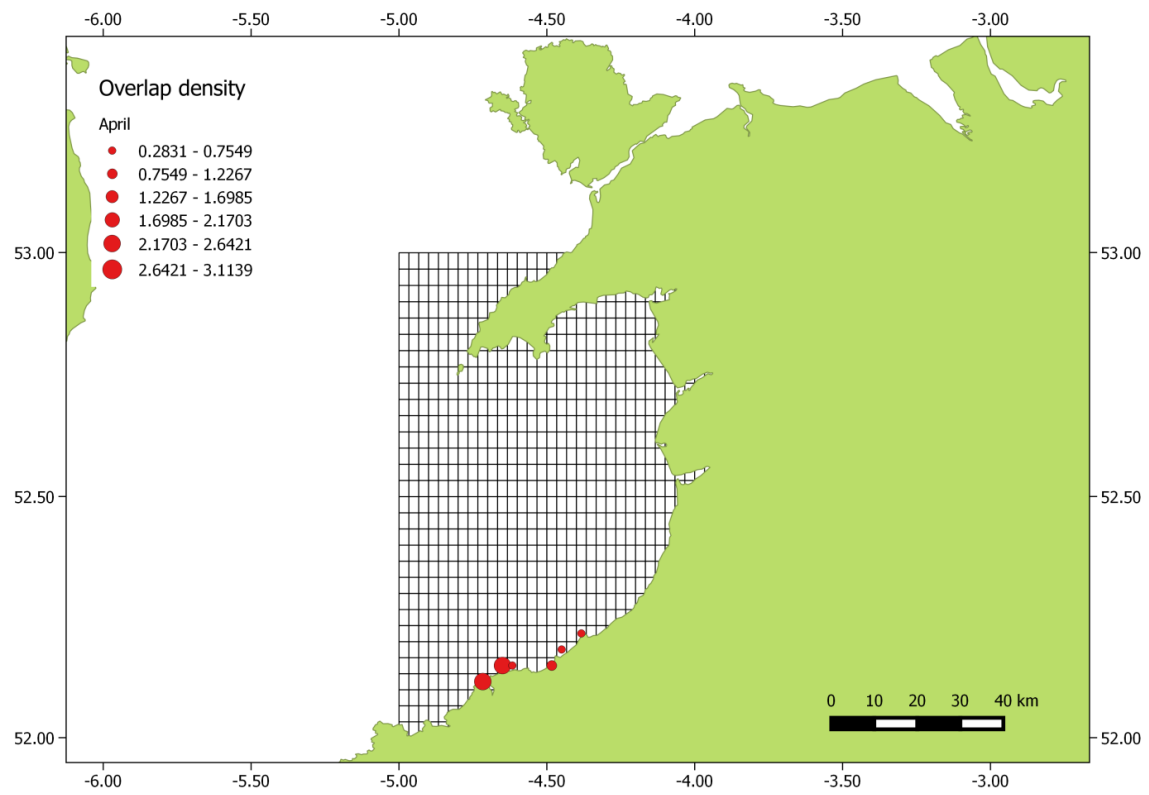 -6.00 -5.50 -5.00 -4.50 -4.00 -3.50 -3.00
Overlap density
April
0.2831 - 0.7549
0.7549 - 1.2267
1.2267 - 1.6985
1.6985 - 2.1703
2.1703 - 2.6421
2.6421 - 3.1139
53.00 53.00
52.50 52.50
0 10 20 30 40 km
52.00 52.00
-6.00 -5.50 -5.00 -4.50 -4.00 -3.50 -3.00